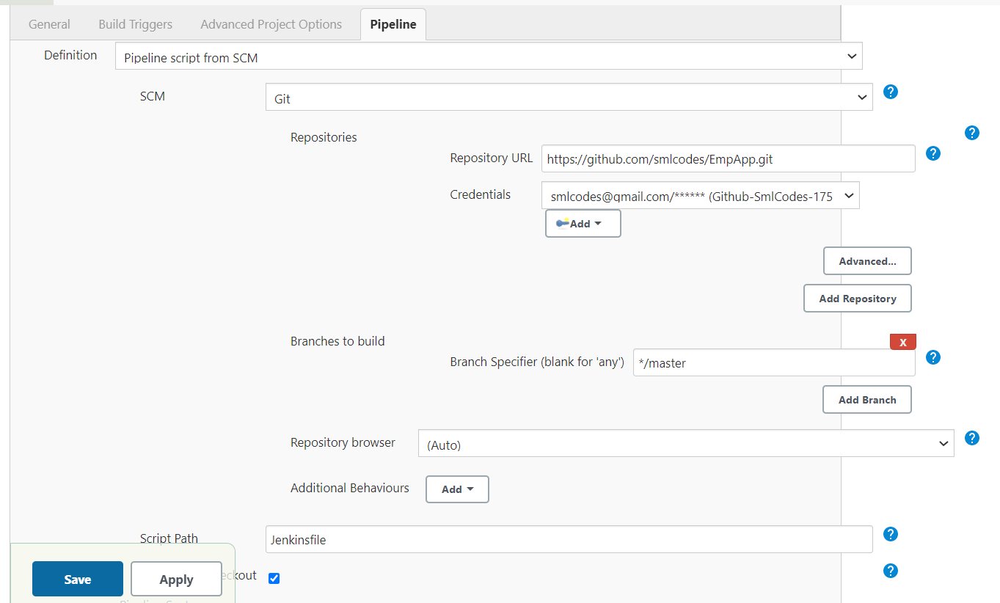 General Build Triggers Advanced Project Options Pipeline
Definition Pipeline script from SCM
SCM Git ?
Repositories ?
Repository URL https://github.com/smlcodes/EmpApp.git ?
Credentials smlcodes@gmail.com/****** (Github-SmlCodes-175
Add
Advanced...
Add Repository
Branches to build X
Branch Specifier (blank for 'any') */master ?
Add Branch
Repository browser (Auto) ?
Additional Behaviours Add
Script Path Jenkinsfile ?
Save Apply eckout ?